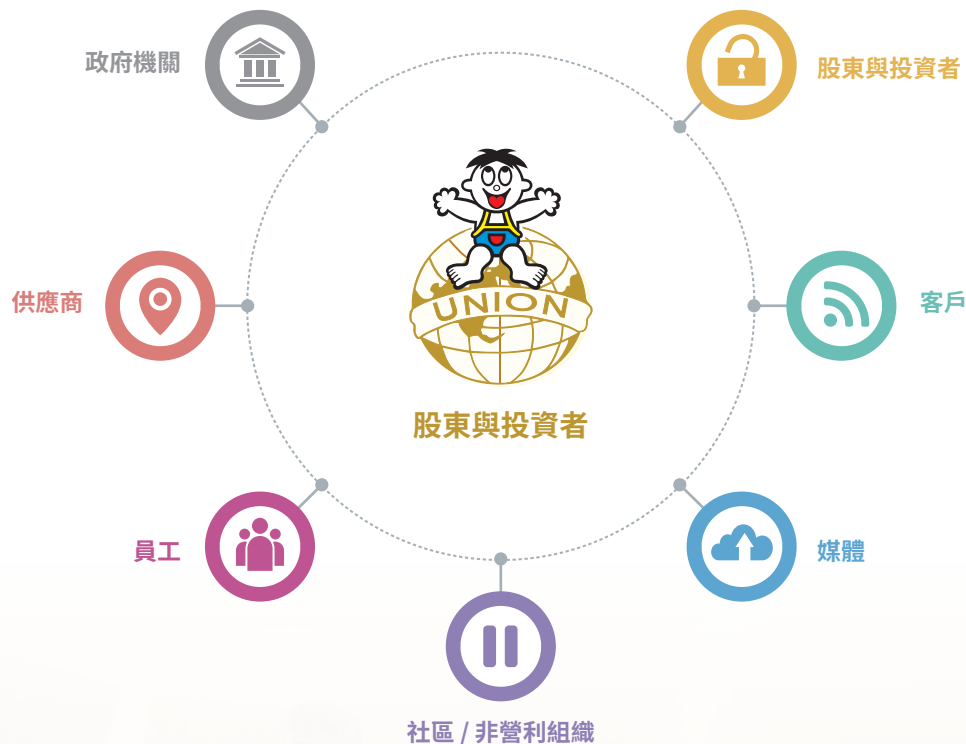 政府機關
股東與投資者
供應商
UNION
客戶
股東與投資者
員工
媒體
社區 / 非營利組織